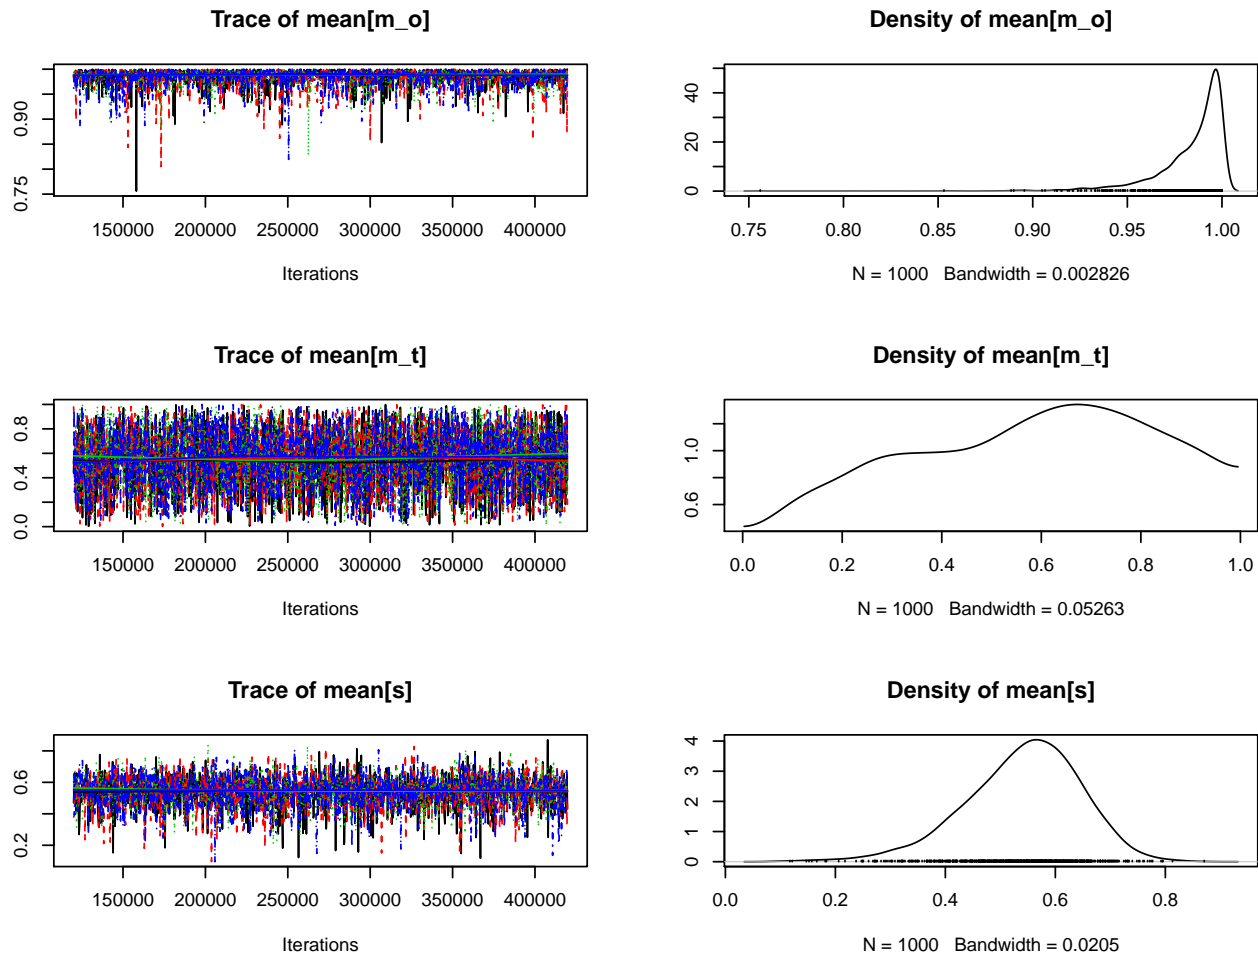 Trace of mean[m_o]
0.75 0.90
150000 200000 250000 300000 350000 400000
Iterations
Density of mean[m_o]
0 20 40
0.75 0.80 0.85 0.90 0.95 1.00
N = 1000 Bandwidth = 0.002826
Trace of mean[m_t]
0.0 0.4 0.8
150000 200000 250000 300000 350000 400000
Iterations
Density of mean[m_t]
0.6 1.0
0.0 0.2 0.4 0.6 0.8 1.0
N = 1000 Bandwidth = 0.05263
Trace of mean[s]
0.2 0.6
150000 200000 250000 300000 350000 400000
Iterations
Density of mean[s]
0 1 2 3 4
0.0 0.2 0.4 0.6 0.8
N = 1000 Bandwidth = 0.0205